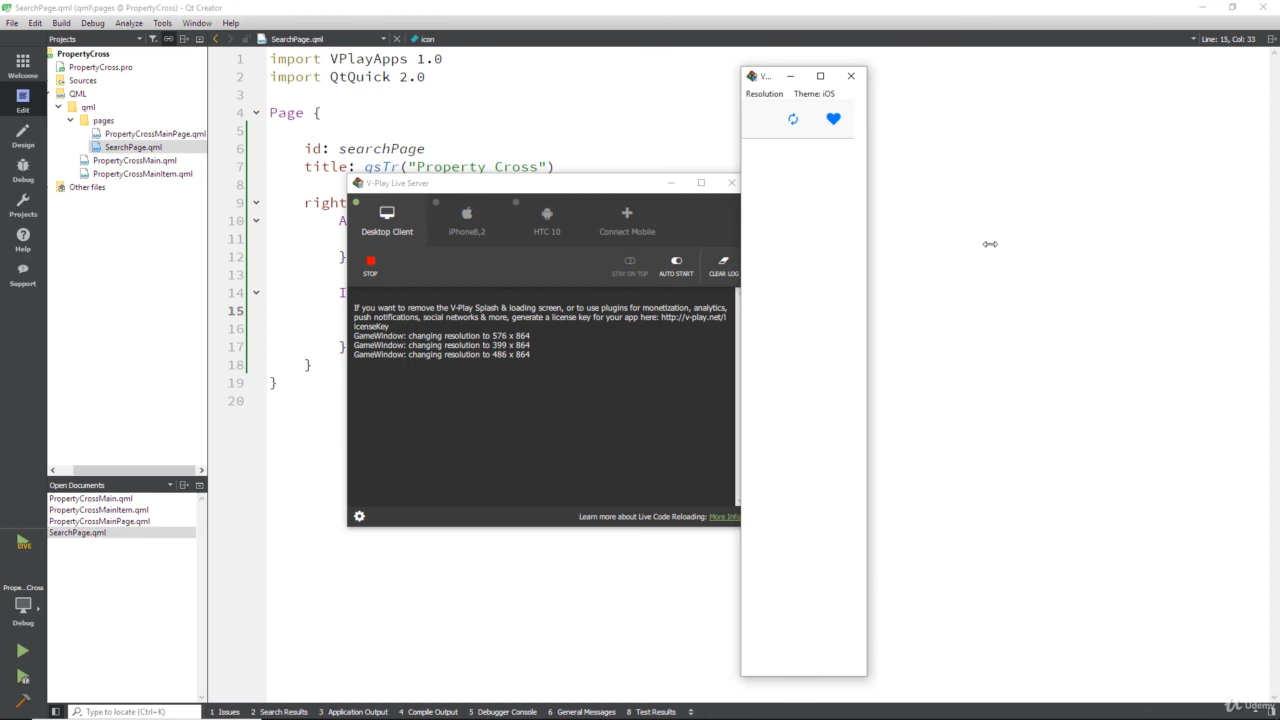 SearchPage.qml (qml\pages @ PropertyCross) - Qt Creator
File Edit Build Debug Analyze Tools Window Help
Projects
SearchPage.qml
icon
Line: 15, Col: 33
Welcome
Edit
Design
Debug
Projects
Help
Support
PropertyCross
PropertyCross.pro
Sources
QML
qml
pages
PropertyCrossMainPage.qml
SearchPage.qml
PropertyCrossMain.qml
PropertyCrossMainItem.qml
Other files
Open Documents
PropertyCrossMain.qml
PropertyCrossMainItem.qml
PropertyCrossMainPage.qml
SearchPage.qml
LIVE
Prope...Cross
Debug
1 import VPlayApps 1.0
2 import QtQuick 2.0
3
4 Page {
5
6 id: searchPage
7 title: qsTr("Property Cross")
8
9 right
10 A
11
12 }
13
14 I
15
16
17 }
18 }
19 }
20
V-Play Live Server
Desktop Client
iPhone8,2
HTC 10
Connect Mobile
STOP
STAY ON TOP
AUTO START
CLEAR LOG
If you want to remove the V-Play Splash & loading screen, or to use plugins for monetization, analytics,
push notifications, social networks & more, generate a license key for your app here: http://v-play.net/l
icenseKey
GameWindow: changing resolution to 576 x 864
GameWindow: changing resolution to 399 x 864
GameWindow: changing resolution to 486 x 864
Learn more about Live Code Reloading: More Info
V...
Resolution Theme: iOS
Type to locate (Ctrl+K)
1 Issues 2 Search Results 3 Application Output 4 Compile Output 5 Debugger Console 6 General Messages 8 Test Results
Udemy